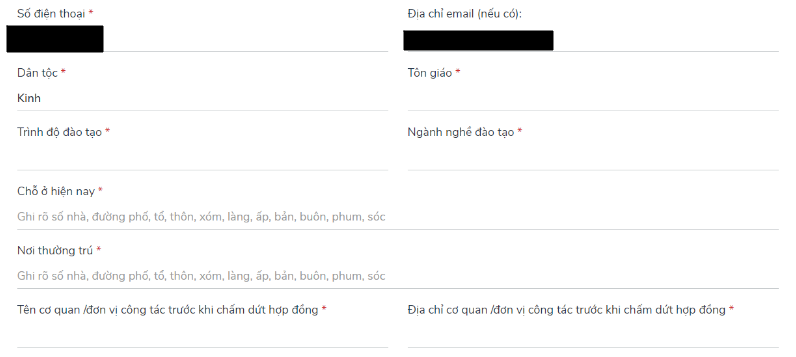 Số điện thoại *
Địa chỉ email (nếu có):
Dân tộc *
Tôn giáo *
Kinh
Trình độ đào tạo *
Ngành nghề đào tạo *
Chỗ ở hiện nay *
Ghi rõ số nhà, đường phố, tổ, thôn, xóm, làng, ấp, bản, buôn, phum, sóc
Nơi thường trú *
Ghi rõ số nhà, đường phố, tổ, thôn, xóm, làng, ấp, bản, buôn, phum, sóc
Tên cơ quan /đơn vị công tác trước khi chấm dứt hợp đồng *
Địa chỉ cơ quan /đơn vị công tác trước khi chấm dứt hợp đồng *